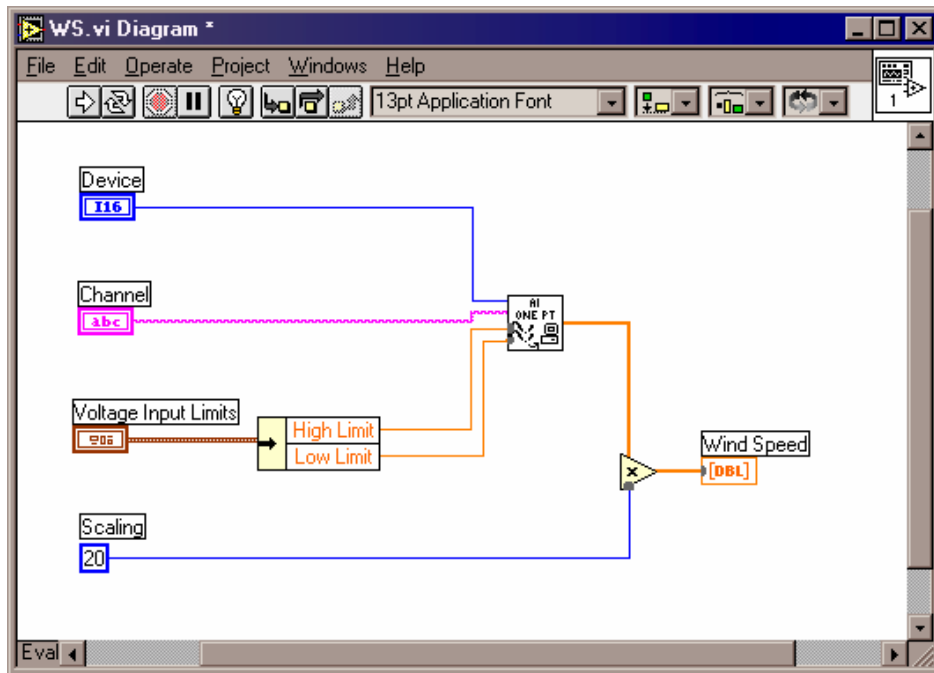 WS.vi Diagram *
File Edit Operate Project Windows Help
13pt Application Font
1
Device
I16
Channel
abc
AI
ONE PT
Voltage Input Limits
High Limit
Low Limit
Wind Speed
x
[DBL]
Scaling
20
Eval